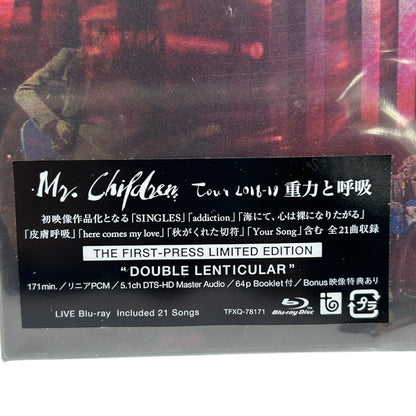 Mr. Children Tour 2018-19 重力と呼吸
初映像作品化となる「SINGLES」「addiction」「海にて、心は裸になりたがる」
「皮膚呼吸」「here comes my love」「秋がくれた切符」「Your Song」含む 全21曲収録
THE FIRST-PRESS LIMITED EDITION
"DOUBLE LENTICULAR"
171min. / リニアPCM / 5.1ch DTS-HD Master Audio / 64p Booklet付 / Bonus映像特典あり
LIVE Blu-ray Included 21 Songs TFXQ-78171 Blu-ray Disc